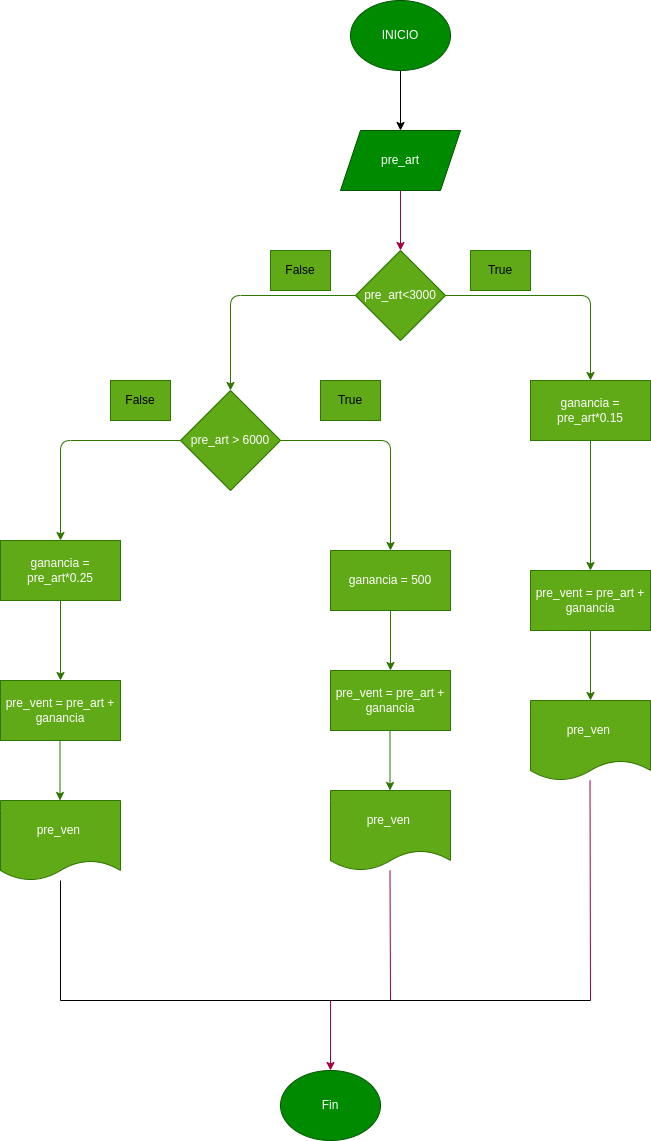 INICIO
pre_art
False
True
pre_art<3000
False
True
pre_art > 6000
ganancia =
pre_art*0.15
ganancia =
pre_art*0.25
ganancia = 500
pre_vent = pre_art +
ganancia
pre_vent = pre_art +
ganancia
pre_vent = pre_art +
ganancia
pre_ven
pre_ven
pre_ven
Fin